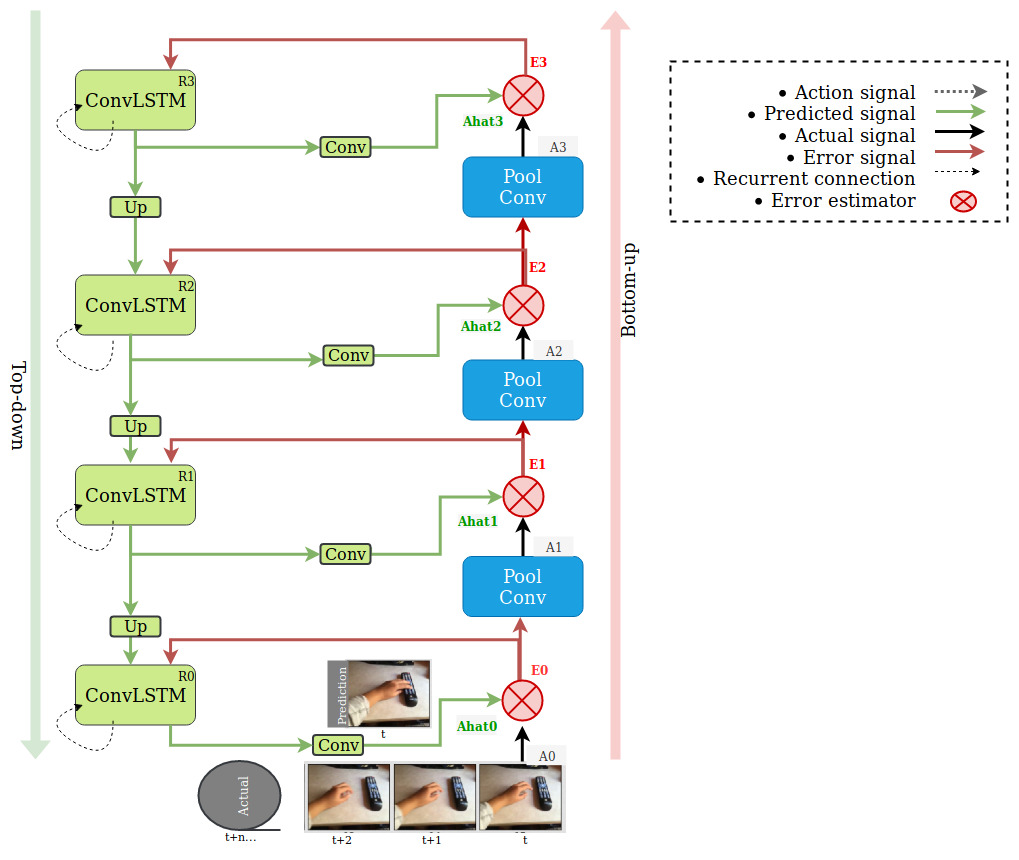 E3
R3
ConvLSTM
Ahat3
Conv
A3
Pool
Conv
Up
E2
R2
ConvLSTM
Ahat2
Conv
A2
Pool
Conv
Up
E1
R1
ConvLSTM
Ahat1
Conv
A1
Pool
Conv
Up
E0
R0
ConvLSTM
Prediction
t
Ahat0
Conv
A0
Actual
t+n...
t+2
t+1
t
Top-down
Bottom-up
• Action signal
• Predicted signal
• Actual signal
• Error signal
• Recurrent connection
• Error estimator